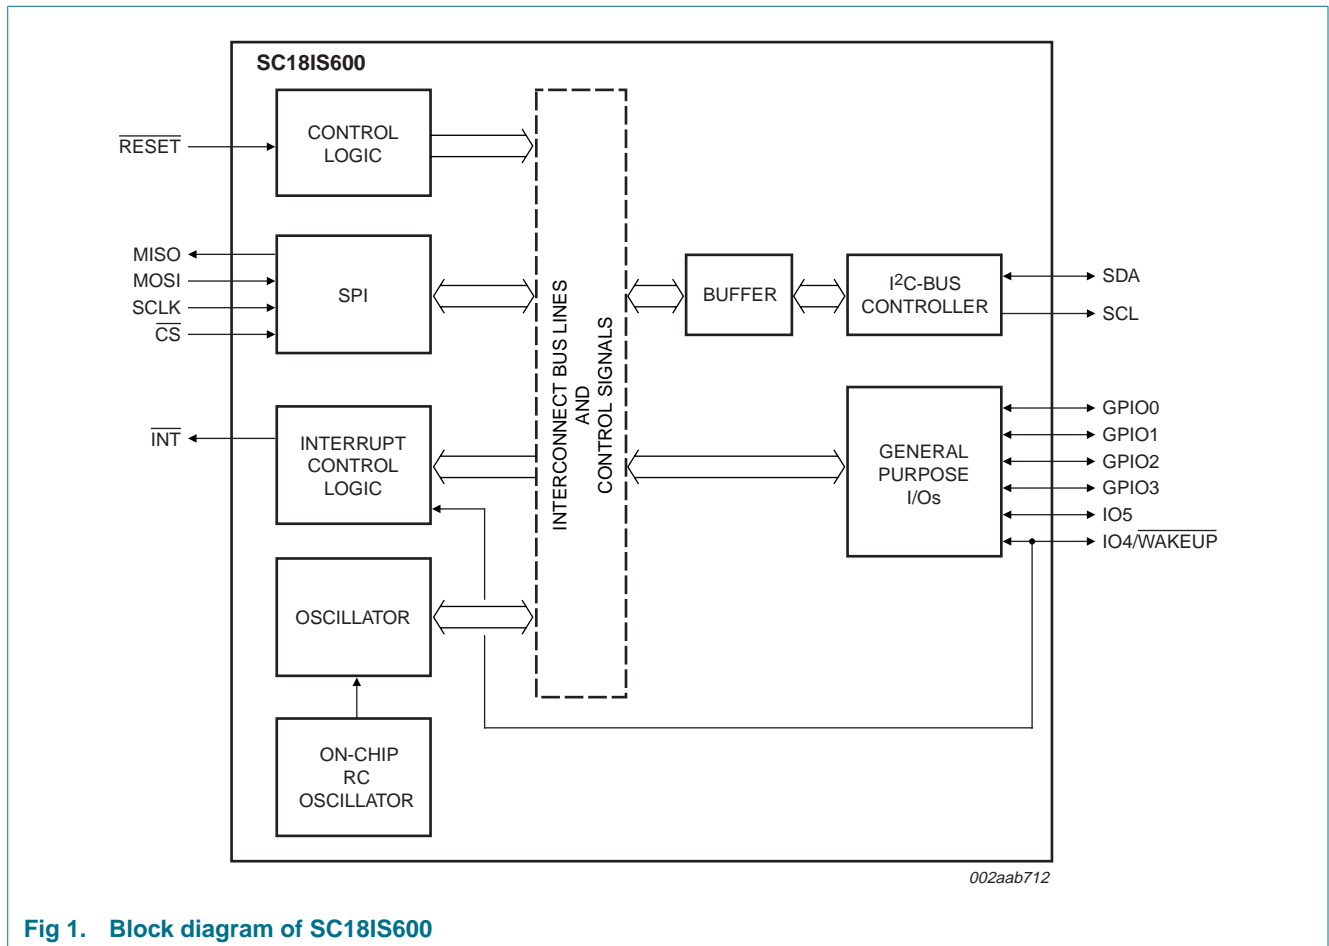 SC18IS600
CONTROL
LOGIC
RESET
MISO
MOSI
SCLK
CS
SPI
INT
INTERRUPT
CONTROL
LOGIC
OSCILLATOR
ON-CHIP
RC
OSCILLATOR
INTERCONNECT BUS LINES
AND
CONTROL SIGNALS
BUFFER
I²C-BUS
CONTROLLER
SDA
SCL
GENERAL
PURPOSE
I/Os
GPIO0
GPIO1
GPIO2
GPIO3
IO5
IO4/WAKEUP
002aab712
Fig 1. Block diagram of SC18IS600